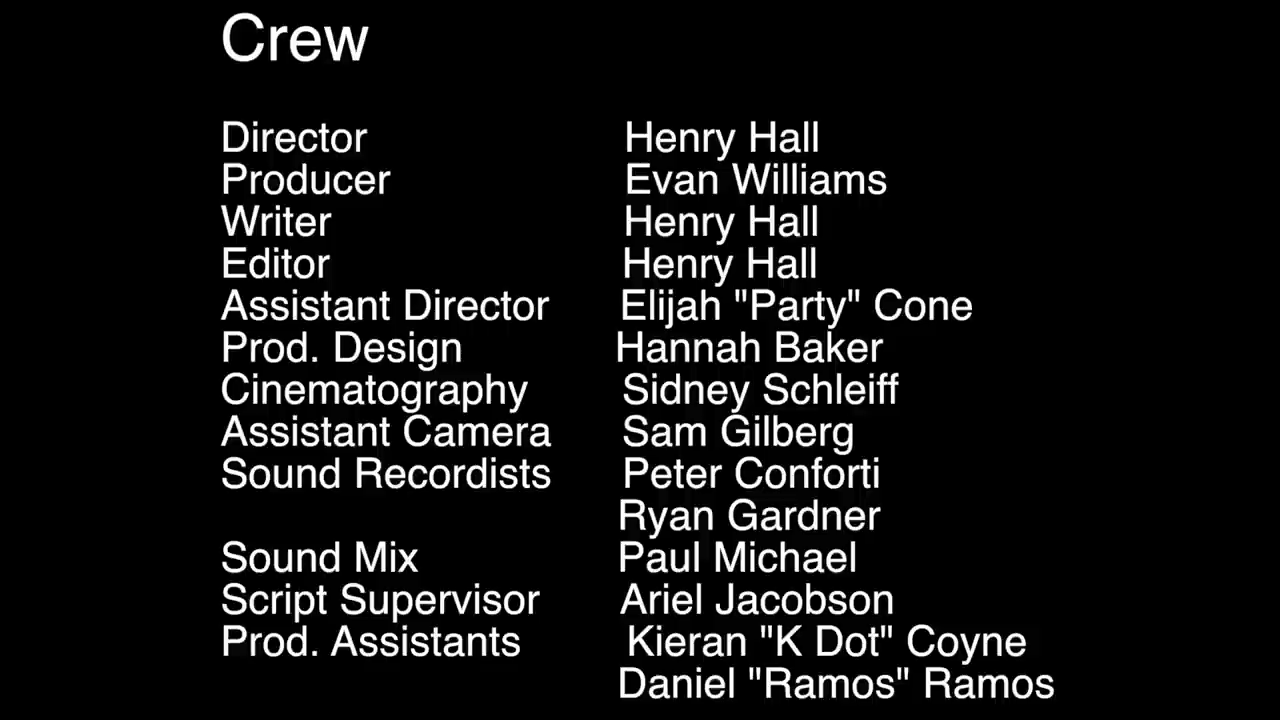 Crew
Director Henry Hall
Producer Evan Williams
Writer Henry Hall
Editor Henry Hall
Assistant Director Elijah "Party" Cone
Prod. Design Hannah Baker
Cinematography Sidney Schleiff
Assistant Camera Sam Gilberg
Sound Recordists Peter Conforti
Ryan Gardner
Sound Mix Paul Michael
Script Supervisor Ariel Jacobson
Prod. Assistants Kieran "K Dot" Coyne
Daniel "Ramos" Ramos